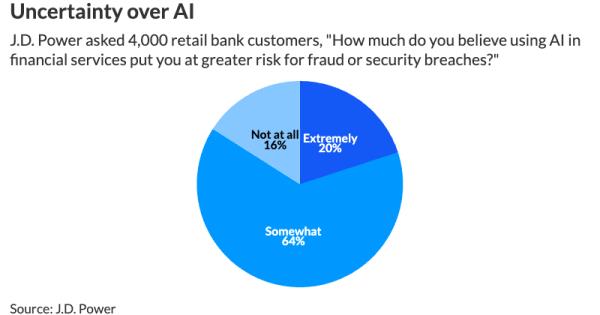 Uncertainty over AI
J.D. Power asked 4,000 retail bank customers, "How much do you believe using AI in
financial services put you at greater risk for fraud or security breaches?"
Not at all
16%
Extremely
20%
Somewhat
64%
Source: J.D. Power